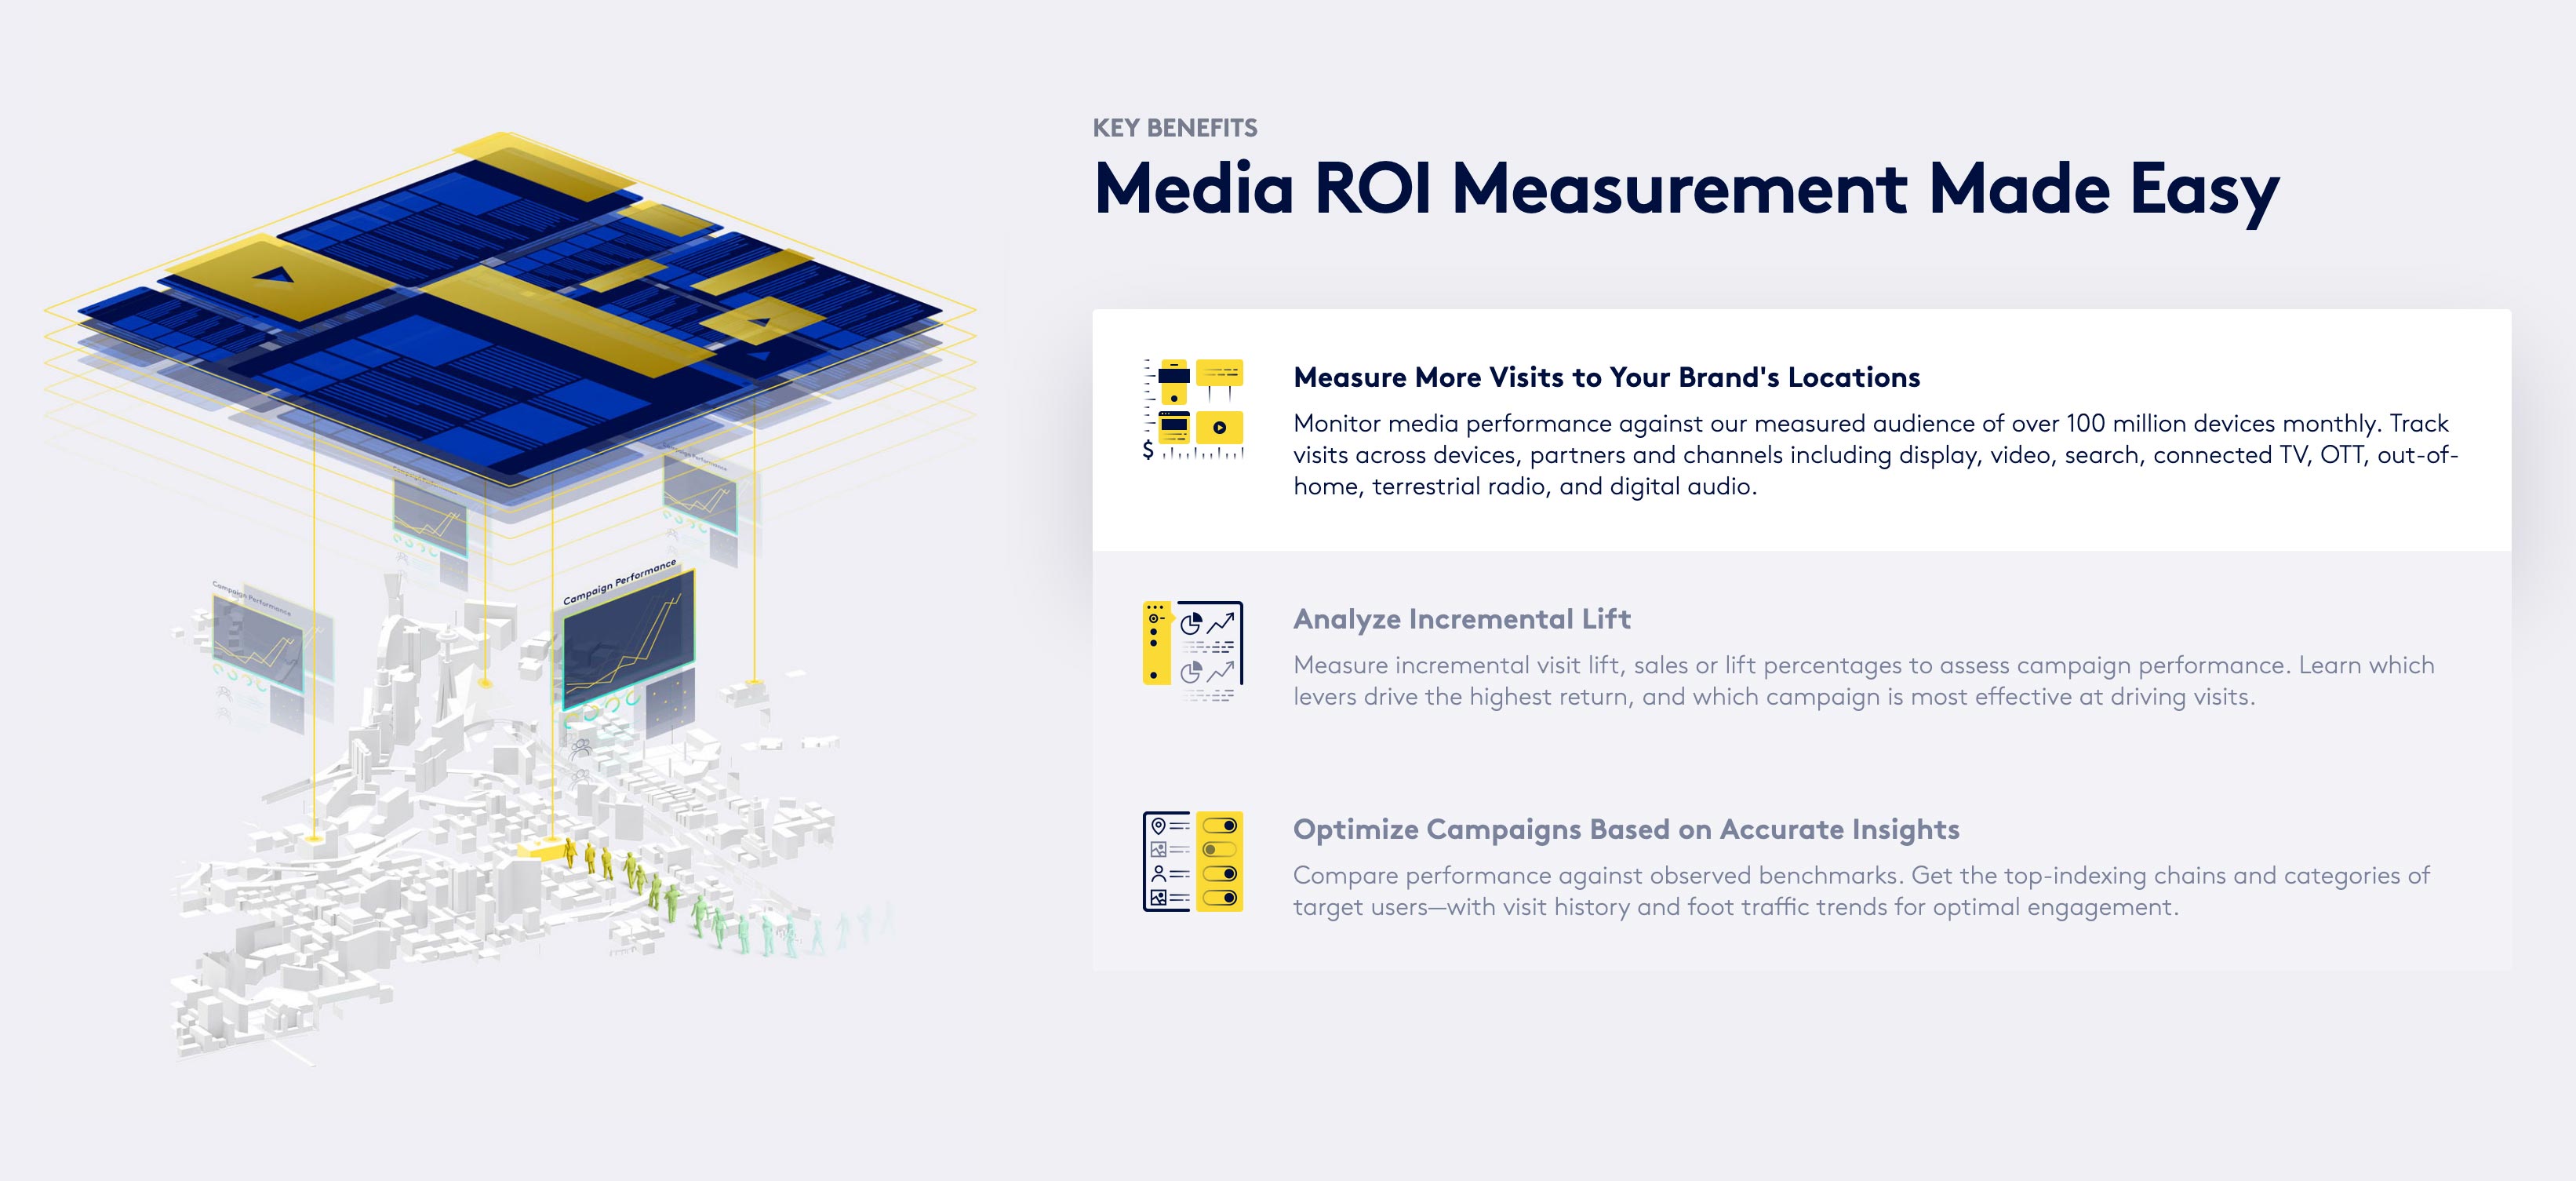 KEY BENEFITS
Media ROI Measurement Made Easy
Measure More Visits to Your Brand's Locations
Monitor media performance against our measured audience of over 100 million devices monthly. Track
visits across devices, partners and channels including display, video, search, connected TV, OTT, out-of-
home, terrestrial radio, and digital audio.
$
Analyze Incremental Lift
Measure incremental visit lift, sales or lift percentages to assess campaign performance. Learn which
levers drive the highest return, and which campaign is most effective at driving visits.
Optimize Campaigns Based on Accurate Insights
Compare performance against observed benchmarks. Get the top-indexing chains and categories of
target users—with visit history and foot traffic trends for optimal engagement.
Campaign Performance
Campaign Performance